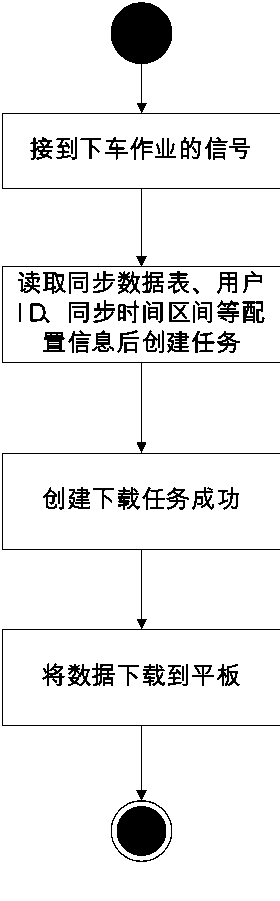 接到下车作业的信号
读取同步数据表、用户
ID、同步时间区间等配
置信息后创建任务
创建下载任务成功
将数据下载到平板